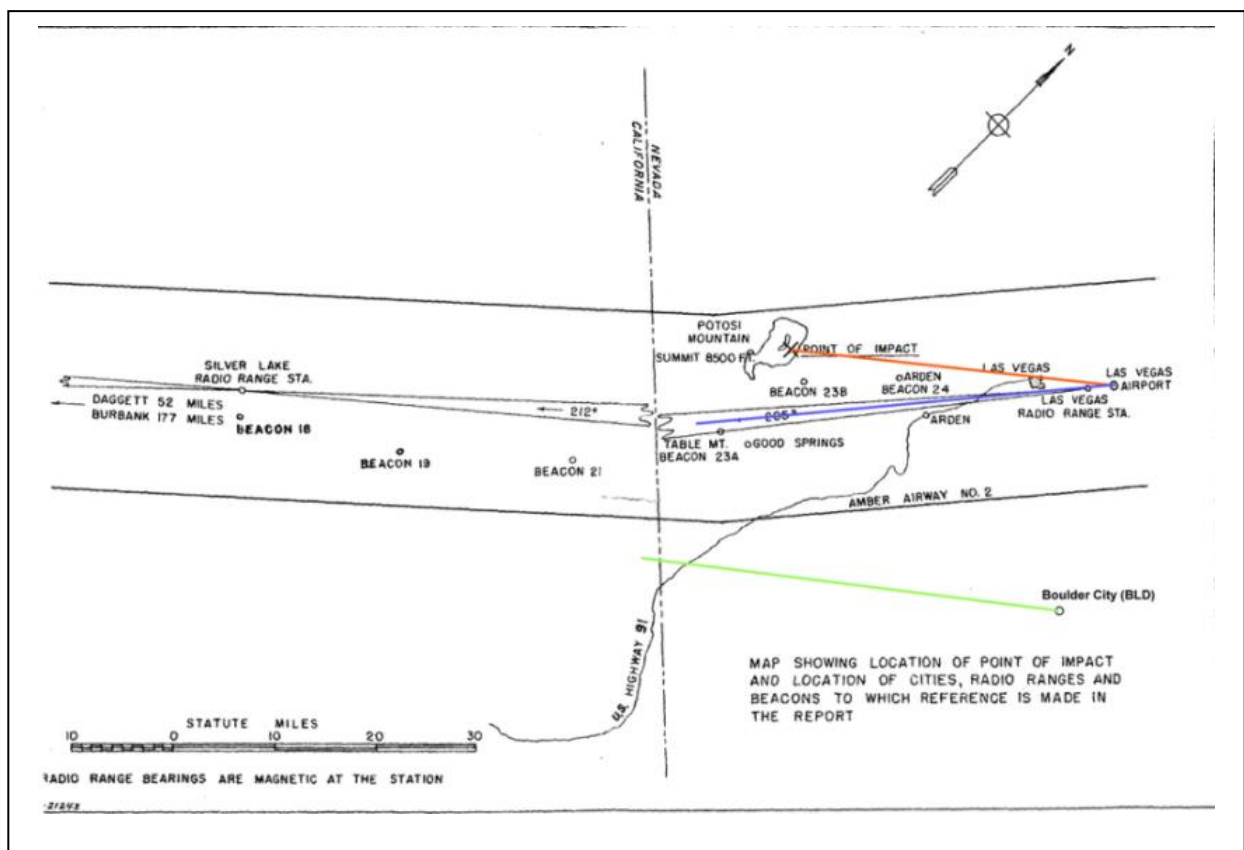 N
NEVADA
CALIFORNIA
POTOSI
MOUNTAIN
SUMMIT 8500 FT.
POINT OF IMPACT
LAS VEGAS
LAS VEGAS
AIRPORT
SILVER LAKE
RADIO RANGE STA.
ARDEN
BEACON 24
BEACON 23B
LAS VEGAS
RADIO RANGE STA.
DAGGETT 52 MILES
BURBANK 177 MILES
BEACON 18
212°
205°
ARDEN
TABLE MT.
BEACON 23A
GOOD SPRINGS
BEACON 19
BEACON 21
AMBER AIRWAY NO. 2
Boulder City (BLD)
U.S. HIGHWAY 91
MAP SHOWING LOCATION OF POINT OF IMPACT
AND LOCATION OF CITIES, RADIO RANGES AND
BEACONS TO WHICH REFERENCE IS MADE IN
THE REPORT
STATUTE MILES
10 0 10 20 30
RADIO RANGE BEARINGS ARE MAGNETIC AT THE STATION
-21243